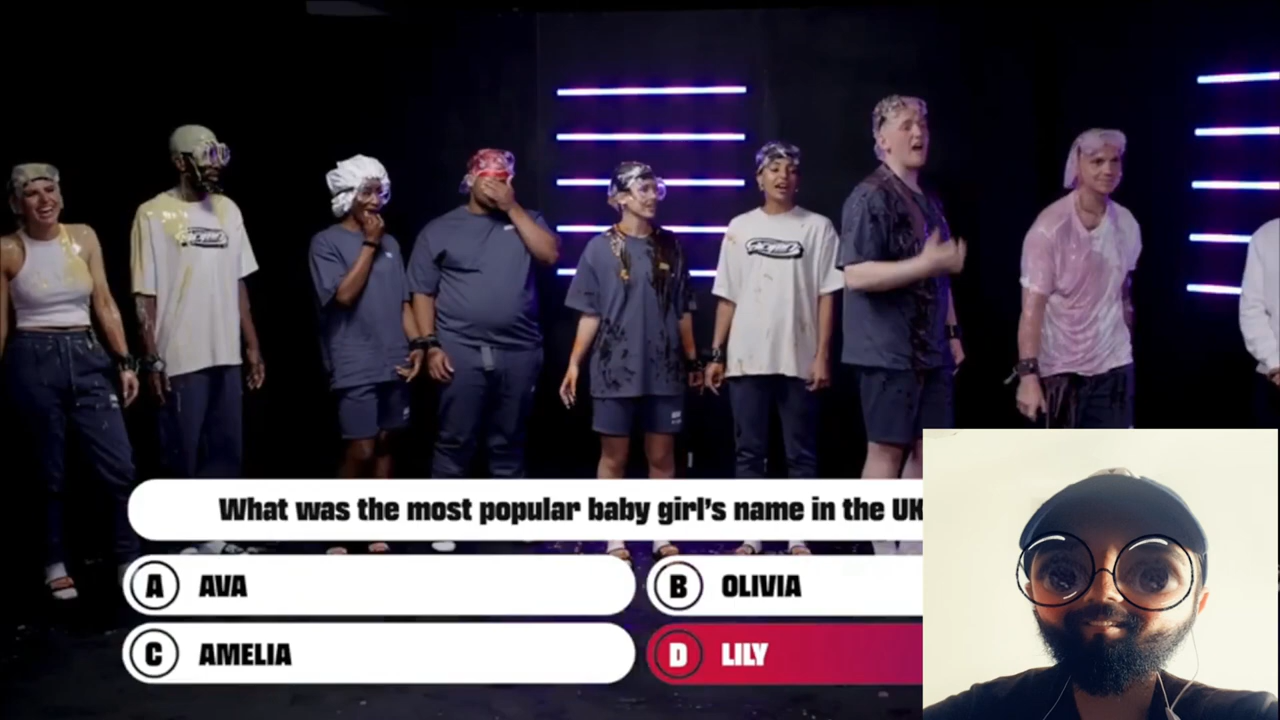 What was the most popular baby girl's name in the UK
A AVA
B OLIVIA
C AMELIA
D LILY